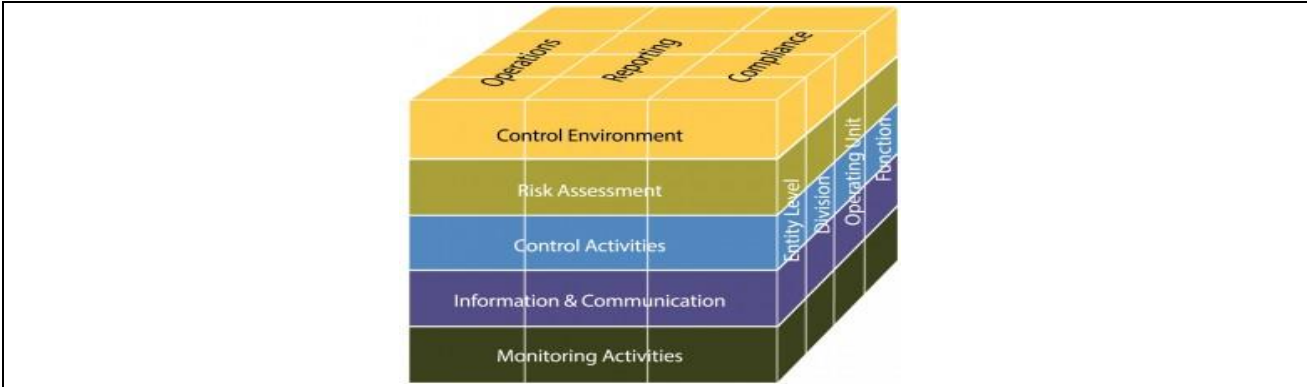 Operations
Reporting
Compliance
Control Environment
Risk Assessment
Control Activities
Information & Communication
Monitoring Activities
Entity Level
Division
Operating Unit
Function